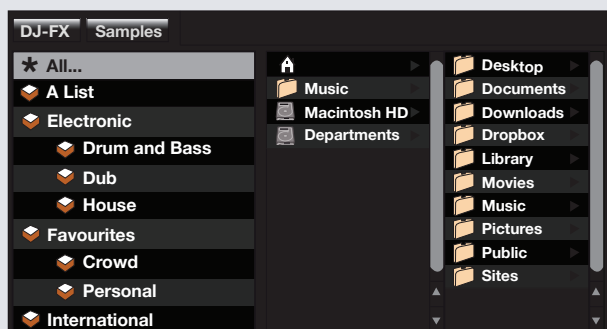 DJ-FX Samples
All...
A List
Electronic
Drum and Bass
Dub
House
Favourites
Crowd
Personal
International
Music
Macintosh HD
Departments
Desktop
Documents
Downloads
Dropbox
Library
Movies
Music
Pictures
Public
Sites